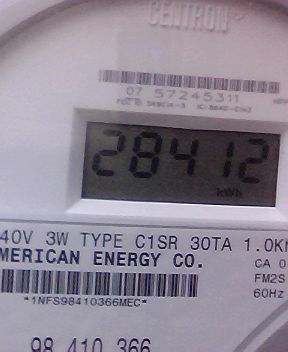 CENTRON
07 57245311
28412
kWh
40V 3W TYPE C1SR 30TA 1.0K
MERICAN ENERGY CO.
CA 0
FM2S
60Hz
*1NFS98410366MEC*
98 410 366